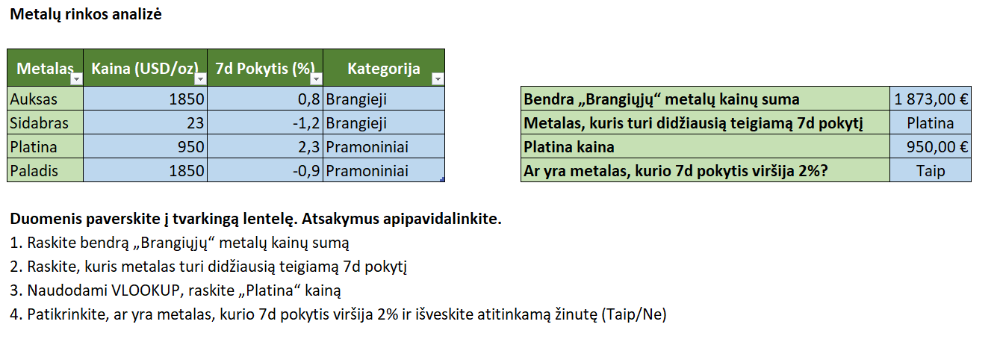 Metalų rinkos analizė
Metalas Kaina (USD/oz) 7d Pokytis (%) Kategorija
Auksas 1850 0,8 Brangieji Bendra „Brangiųjų“ metalų kainų suma 1 873,00 €
Sidabras 23 -1,2 Brangieji Metalas, kuris turi didžiausią teigiamą 7d pokytį Platina
Platina 950 2,3 Pramoniniai Platina kaina 950,00 €
Paladis 1850 -0,9 Pramoniniai Ar yra metalas, kurio 7d pokytis viršija 2%? Taip
Duomenis paverskite į tvarkingą lentelę. Atsakymus apipavidalinkite.
1. Raskite bendrą „Brangiųjų“ metalų kainų sumą
2. Raskite, kuris metalas turi didžiausią teigiamą 7d pokytį
3. Naudodami VLOOKUP, raskite „Platina“ kainą
4. Patikrinkite, ar yra metalas, kurio 7d pokytis viršija 2% ir išveskite atitinkamą žinutę (Taip/Ne)